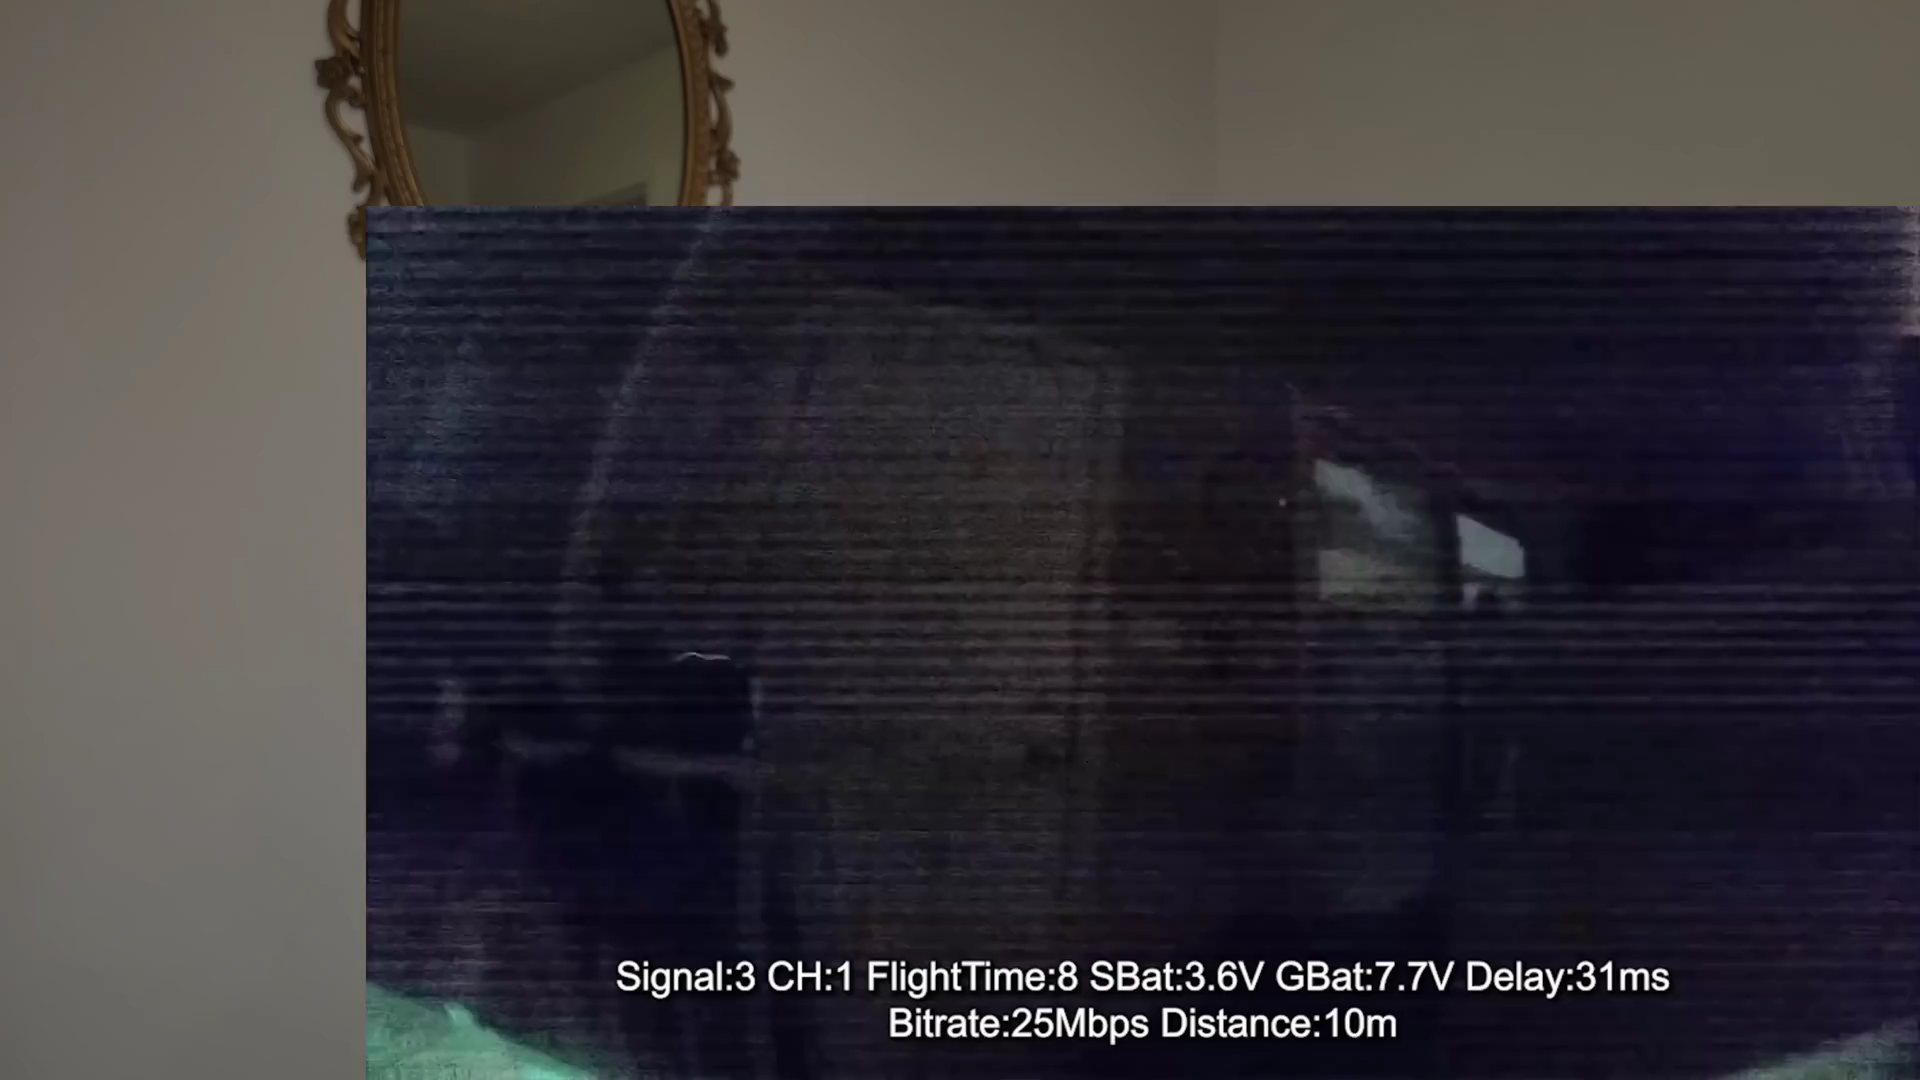 Signal:3 CH:1 FlightTime:8 SBat:3.6V GBat:7.7V Delay:31ms
Bitrate:25Mbps Distance:10m